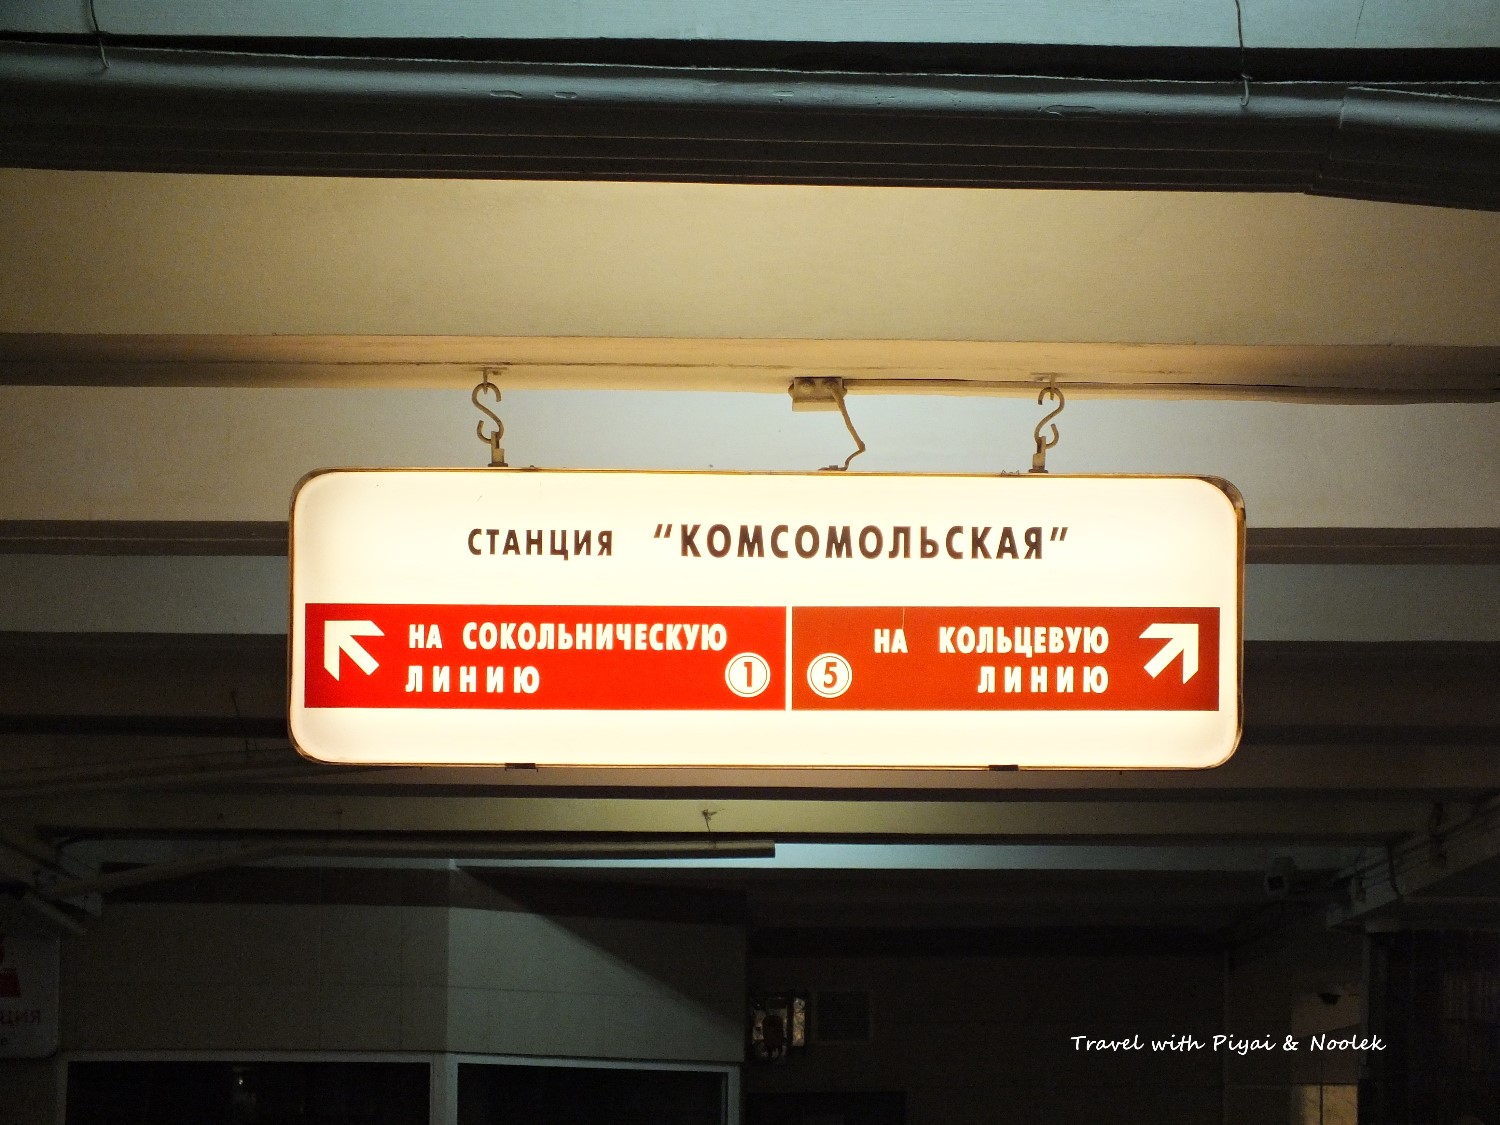 СТАНЦИЯ "КОМСОМОЛЬСКАЯ"
НА СОКОЛЬНИЧЕСКУЮ
ЛИНИЮ 1
НА КОЛЬЦЕВУЮ
5 ЛИНИЮ
Travel with Piyai & Noolek